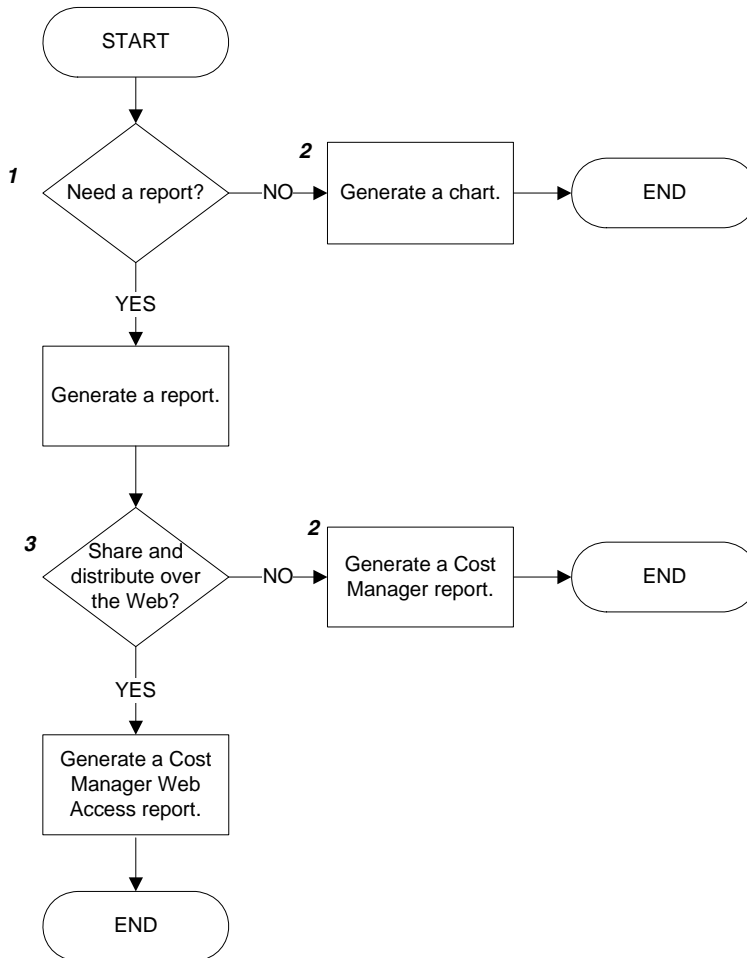 START
1
Need a report?
NO
2
Generate a chart.
END
YES
Generate a report.
3
Share and
distribute over
the Web?
NO
2
Generate a Cost
Manager report.
END
YES
Generate a Cost
Manager Web
Access report.
END